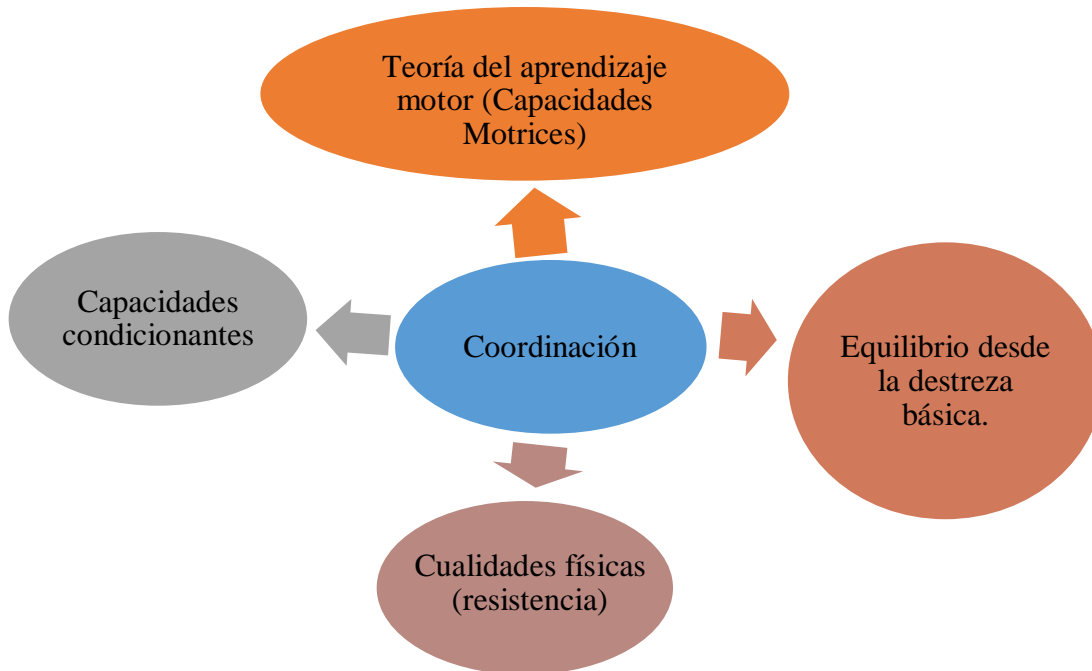 Teoría del aprendizaje
motor (Capacidades
Motrices)
Capacidades
condicionantes
Coordinación
Equilibrio desde
la destreza
básica.
Cualidades físicas
(resistencia)